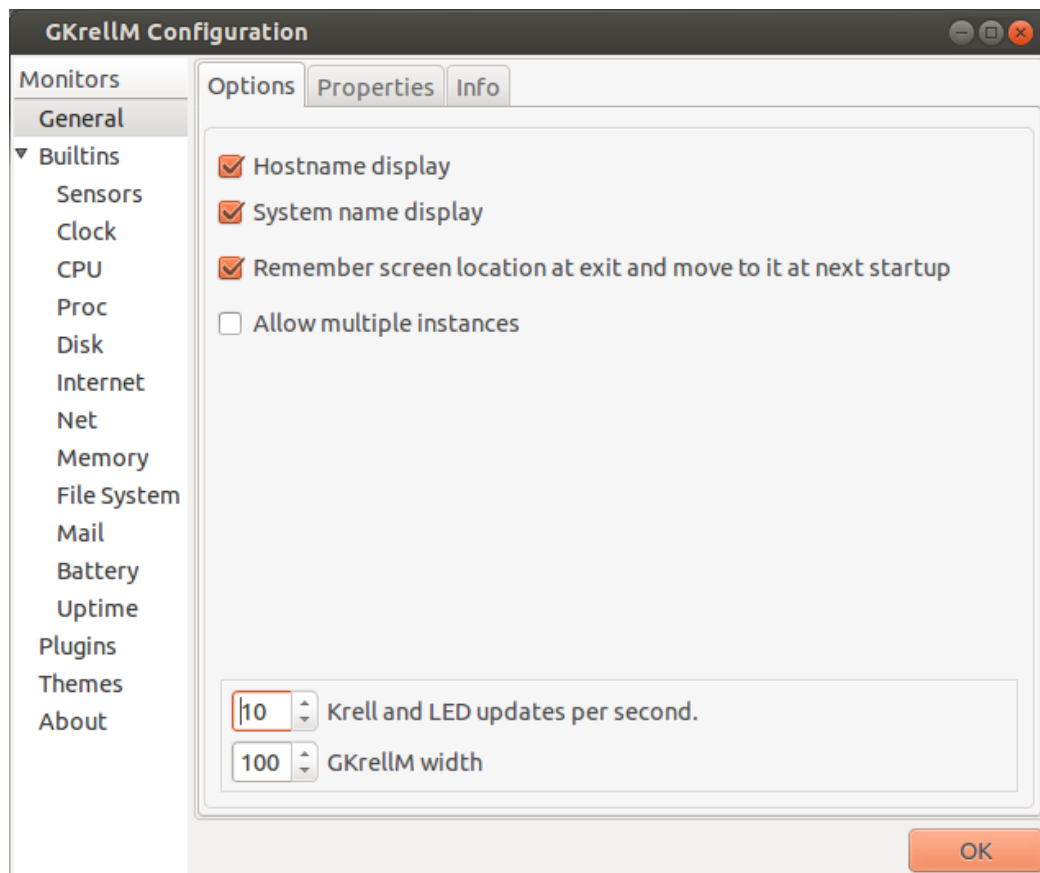 GKrellM Configuration
Monitors
General
Builtins
Sensors
Clock
CPU
Proc
Disk
Internet
Net
Memory
File System
Mail
Battery
Uptime
Plugins
Themes
About
Options Properties Info
Hostname display
System name display
Remember screen location at exit and move to it at next startup
Allow multiple instances
10 Krell and LED updates per second.
100 GKrellM width
OK